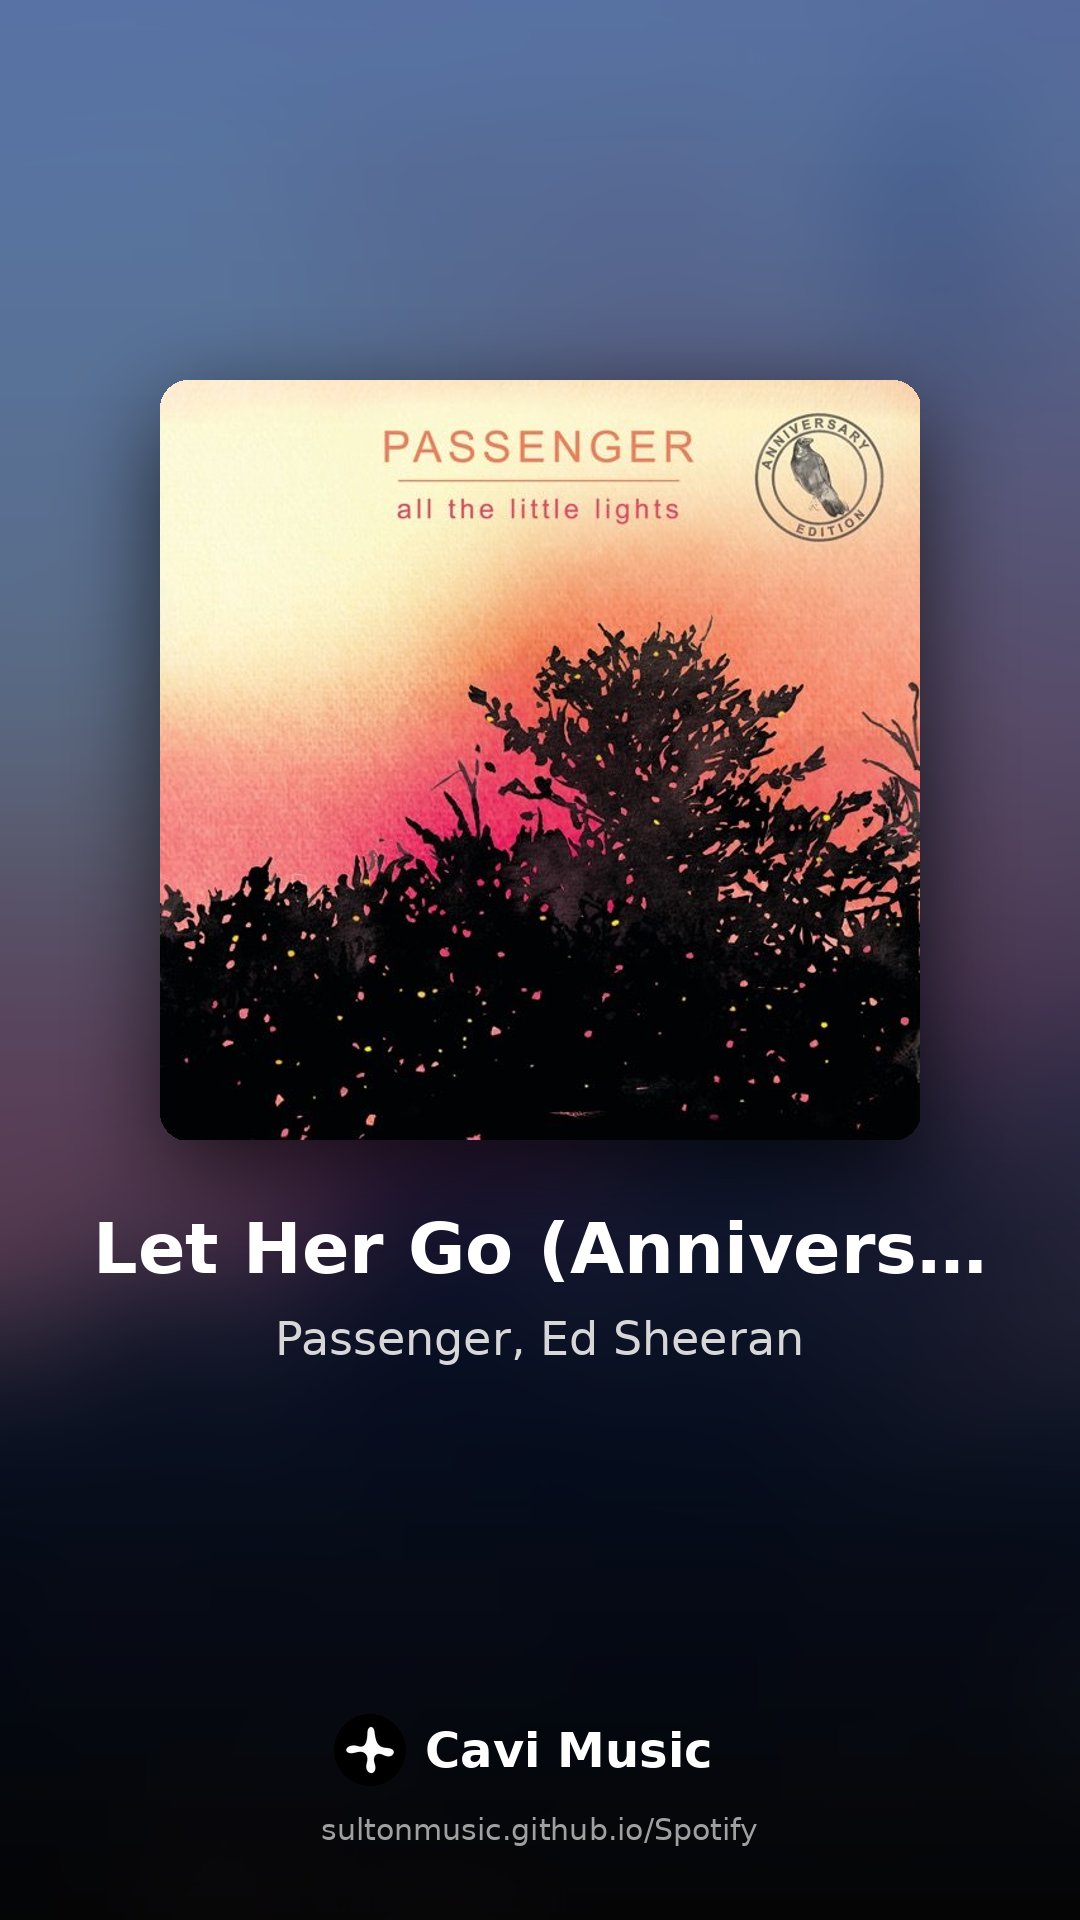 PASSENGER
all the little lights
ANNIVERSARY
EDITION
Let Her Go (Annivers...
Passenger, Ed Sheeran
Cavi Music
sultonmusic.github.io/Spotify